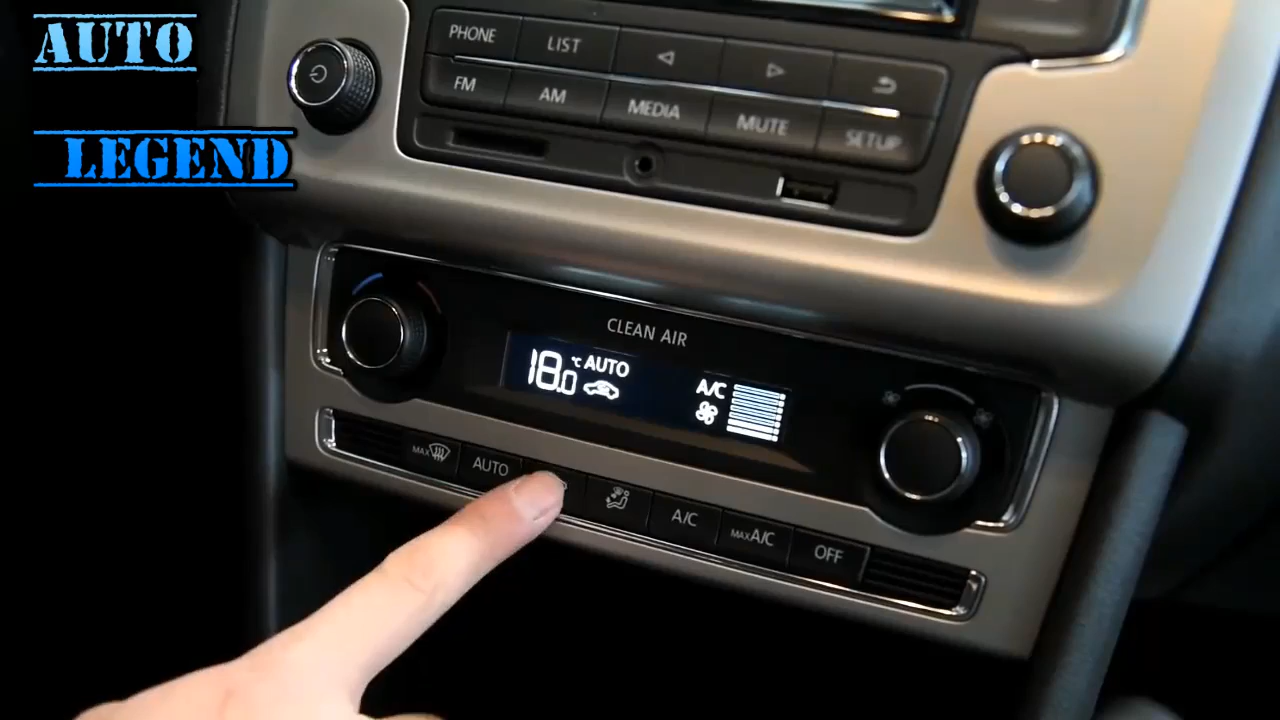 AUTO
LEGEND
PHONE
LIST
FM
AM
MEDIA
MUTE
SETUP
CLEAN AIR
18.0 °C AUTO
A/C
MAX
AUTO
A/C
MAX A/C
OFF